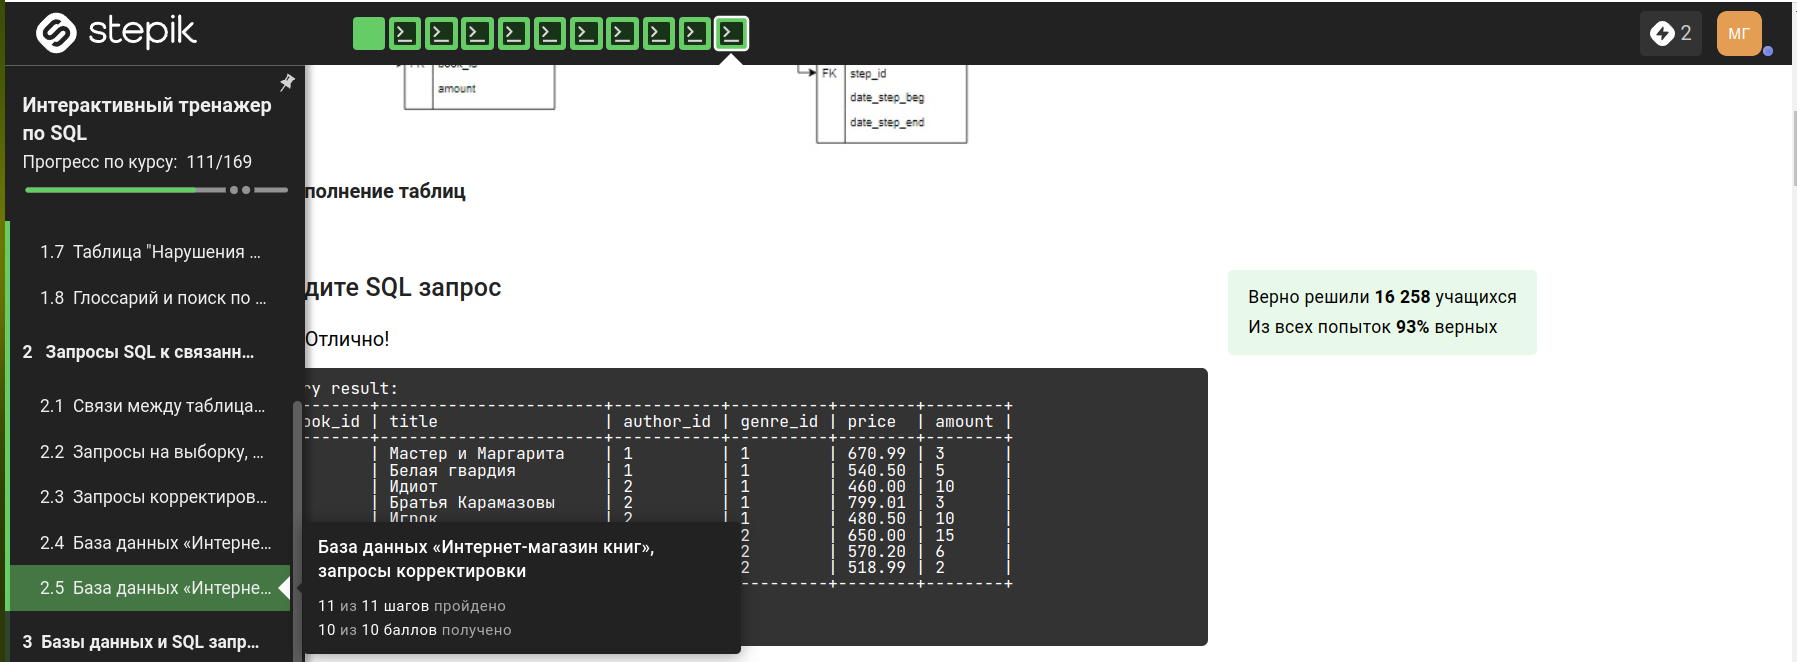 stepik
2
МГ
Интерактивный тренажер
по SQL
Прогресс по курсу: 111/169
1.7 Таблица "Нарушения ...
1.8 Глоссарий и поиск по ...
2 Запросы SQL к связанн...
2.1 Связи между таблица...
2.2 Запросы на выборку, ...
2.3 Запросы корректиров...
2.4 База данных «Интерне...
2.5 База данных «Интерне...
3 Базы данных и SQL запр...
FK book_id
amount
FK step_id
date_step_beg
date_step_end
полнение таблиц
дите SQL запрос
Отлично!
Верно решили 16 258 учащихся
Из всех попыток 93% верных
ry result:
ook_id | title | author_id | genre_id | price | amount |
| Мастер и Маргарита | 1 | 1 | 670.99 | 3 |
| Белая гвардия | 1 | 1 | 540.50 | 5 |
| Идиот | 2 | 1 | 460.00 | 10 |
| Братья Карамазовы | 2 | 1 | 799.01 | 3 |
| Игрок | 2 | 1 | 480.50 | 10 |
2 | 650.00 | 15 |
2 | 570.20 | 6 |
2 | 518.99 | 2 |
База данных «Интернет-магазин книг»,
запросы корректировки
11 из 11 шагов пройдено
10 из 10 баллов получено